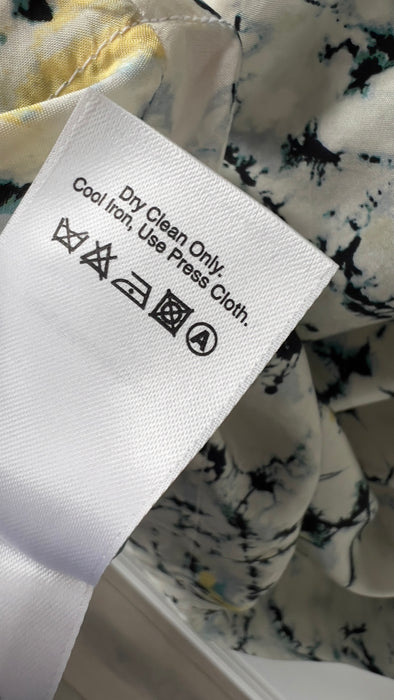 Dry Clean Only.
Cool Iron, Use Press Cloth.
A